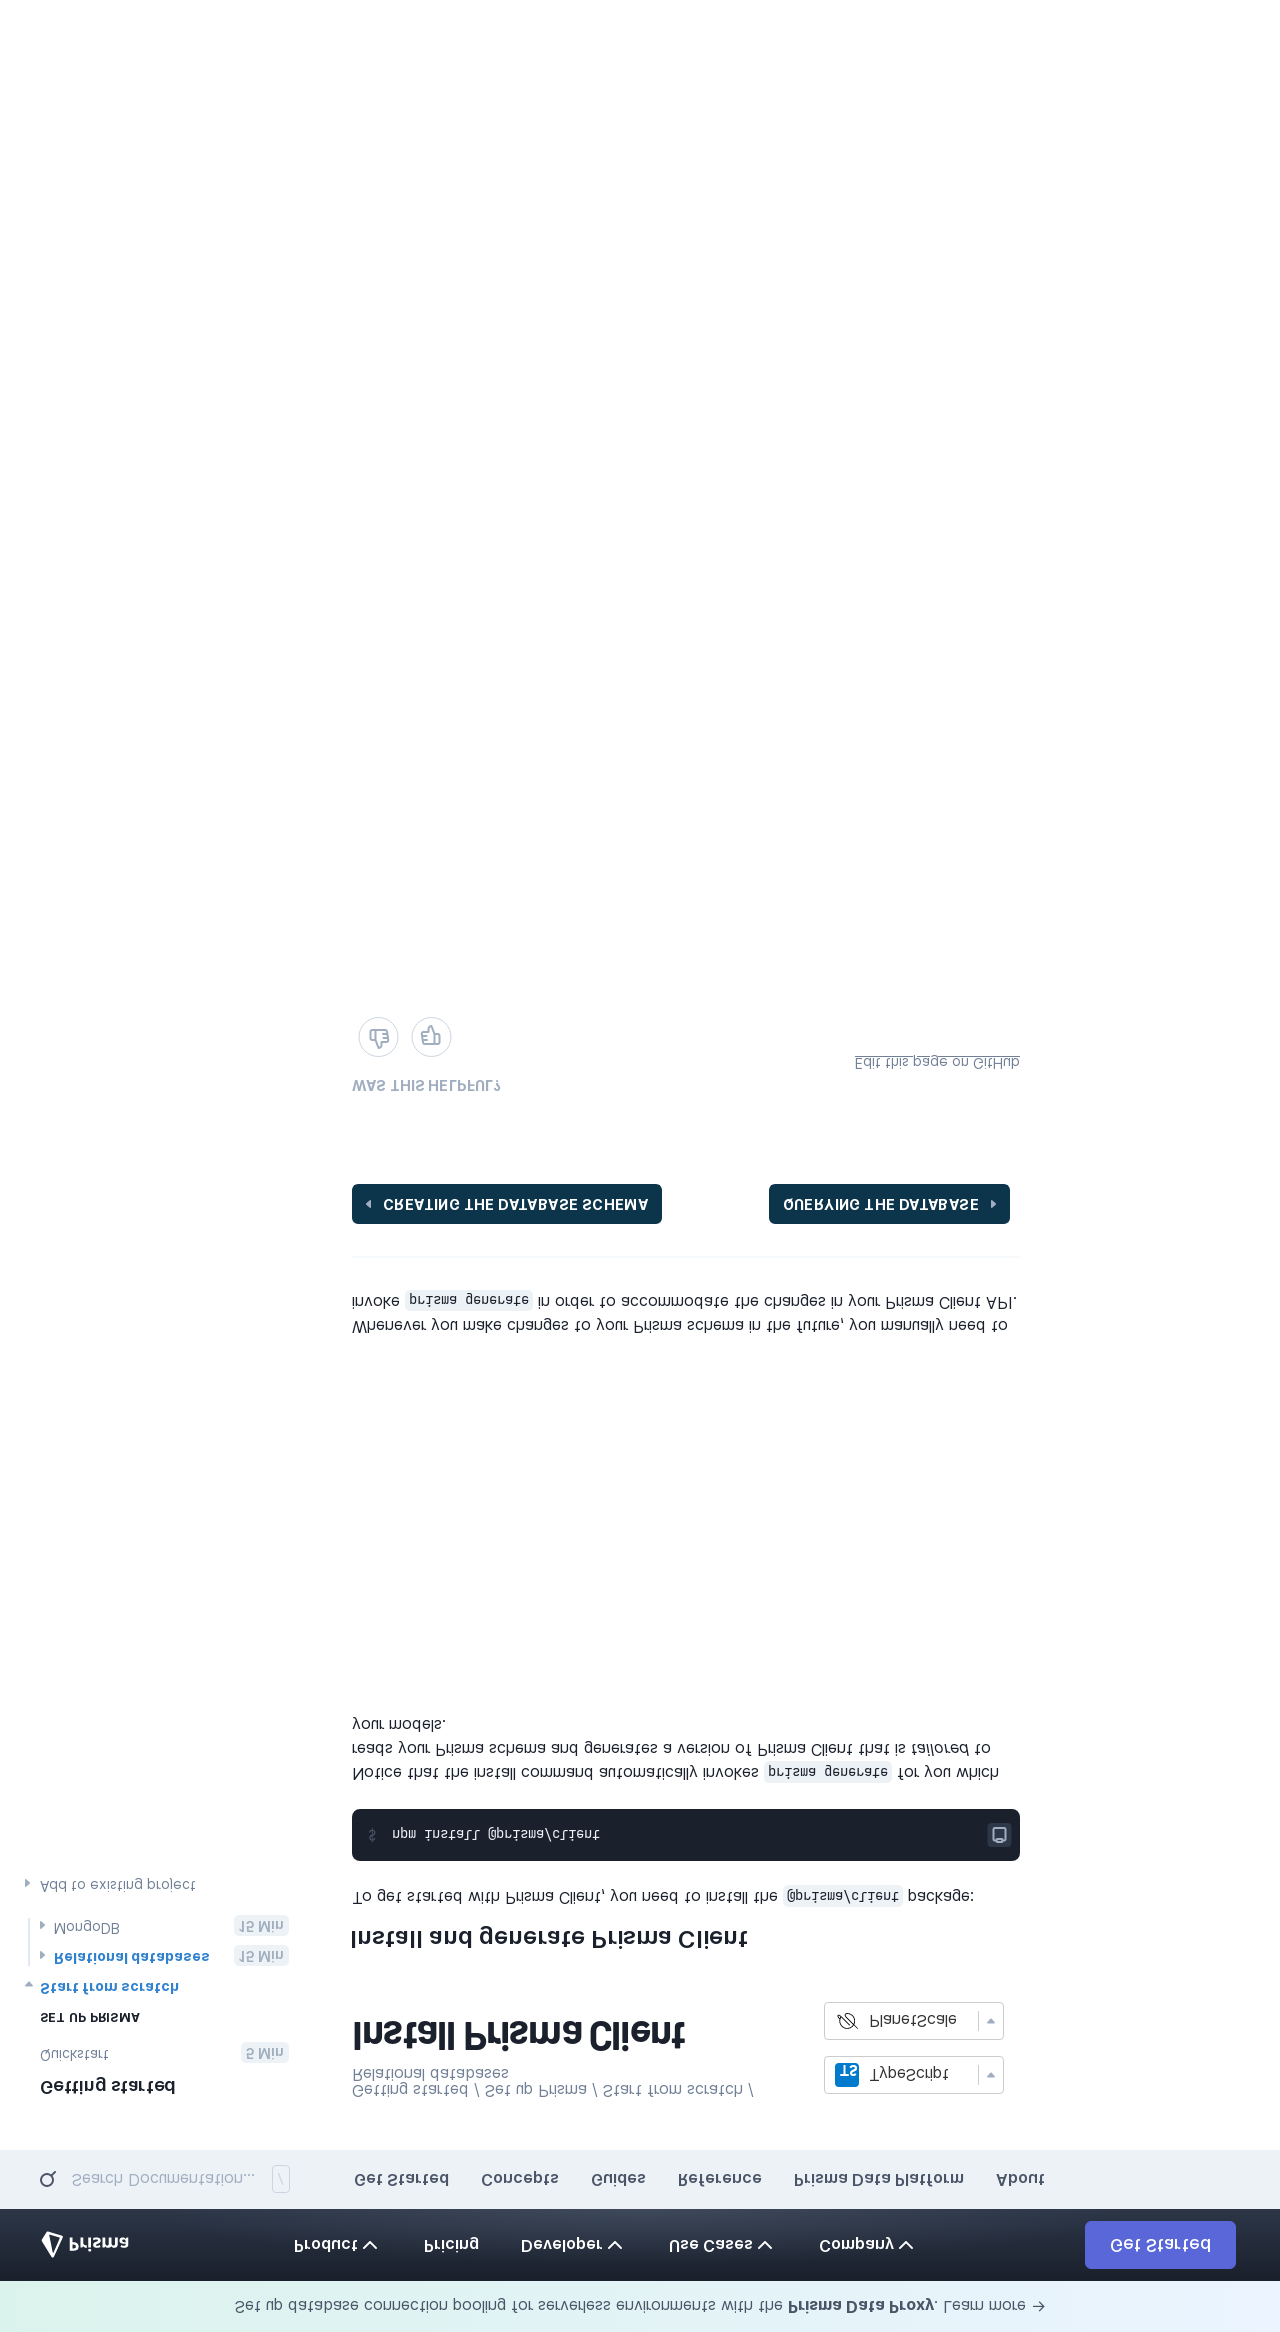 Set up database connection pooling for serverless environments with the Prisma Data Proxy. Learn more →
Prisma
Product
Pricing
Developer
Use Cases
Company
Get Started
Search Documentation...
/
Get Started
Concepts
Guides
Reference
Prisma Data Platform
About
Getting started
Quickstart
5 Min
SET UP PRISMA
Start from scratch
Relational databases
15 Min
MongoDB
15 Min
Add to existing project
Getting started / Set up Prisma / Start from scratch /
Relational databases
TypeScript
TS
PlanetScale
Install Prisma Client
Install and generate Prisma Client
To get started with Prisma Client, you need to install the @prisma/client package:
$ npm install @prisma/client
Notice that the install command automatically invokes prisma generate for you which
reads your Prisma schema and generates a version of Prisma Client that is tailored to
your models.
Whenever you make changes to your Prisma schema in the future, you manually need to
invoke prisma generate in order to accommodate the changes in your Prisma Client API.
CREATING THE DATABASE SCHEMA
QUERYING THE DATABASE
WAS THIS HELPFUL?
Edit this page on GitHub